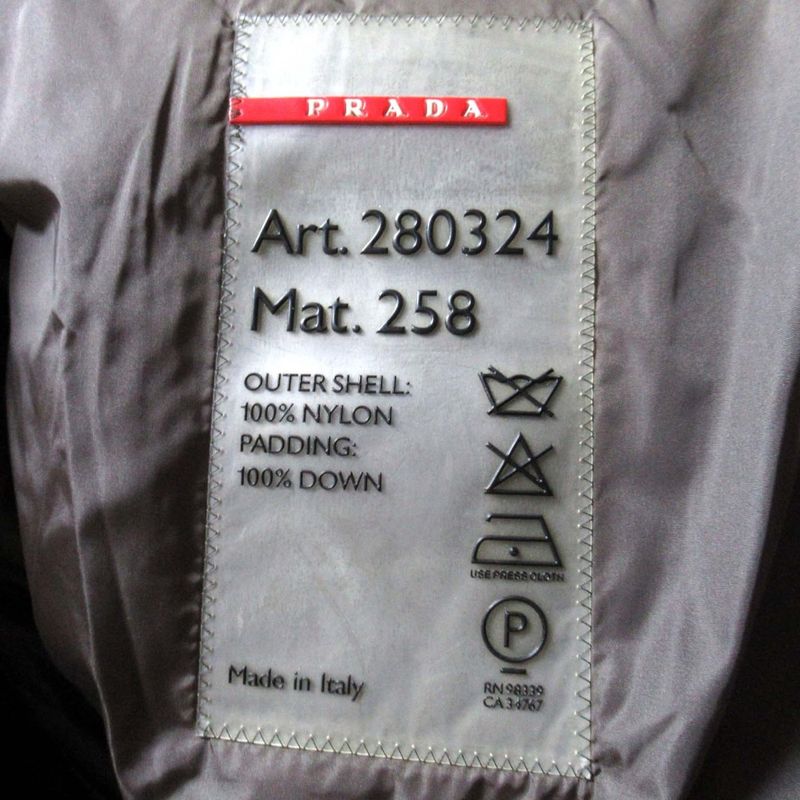 PRADA
Art. 280324
Mat. 258
OUTER SHELL:
100% NYLON
PADDING:
100% DOWN
USE PRESS CLOTH
P
Made in Italy
RN 98339
CA 34767